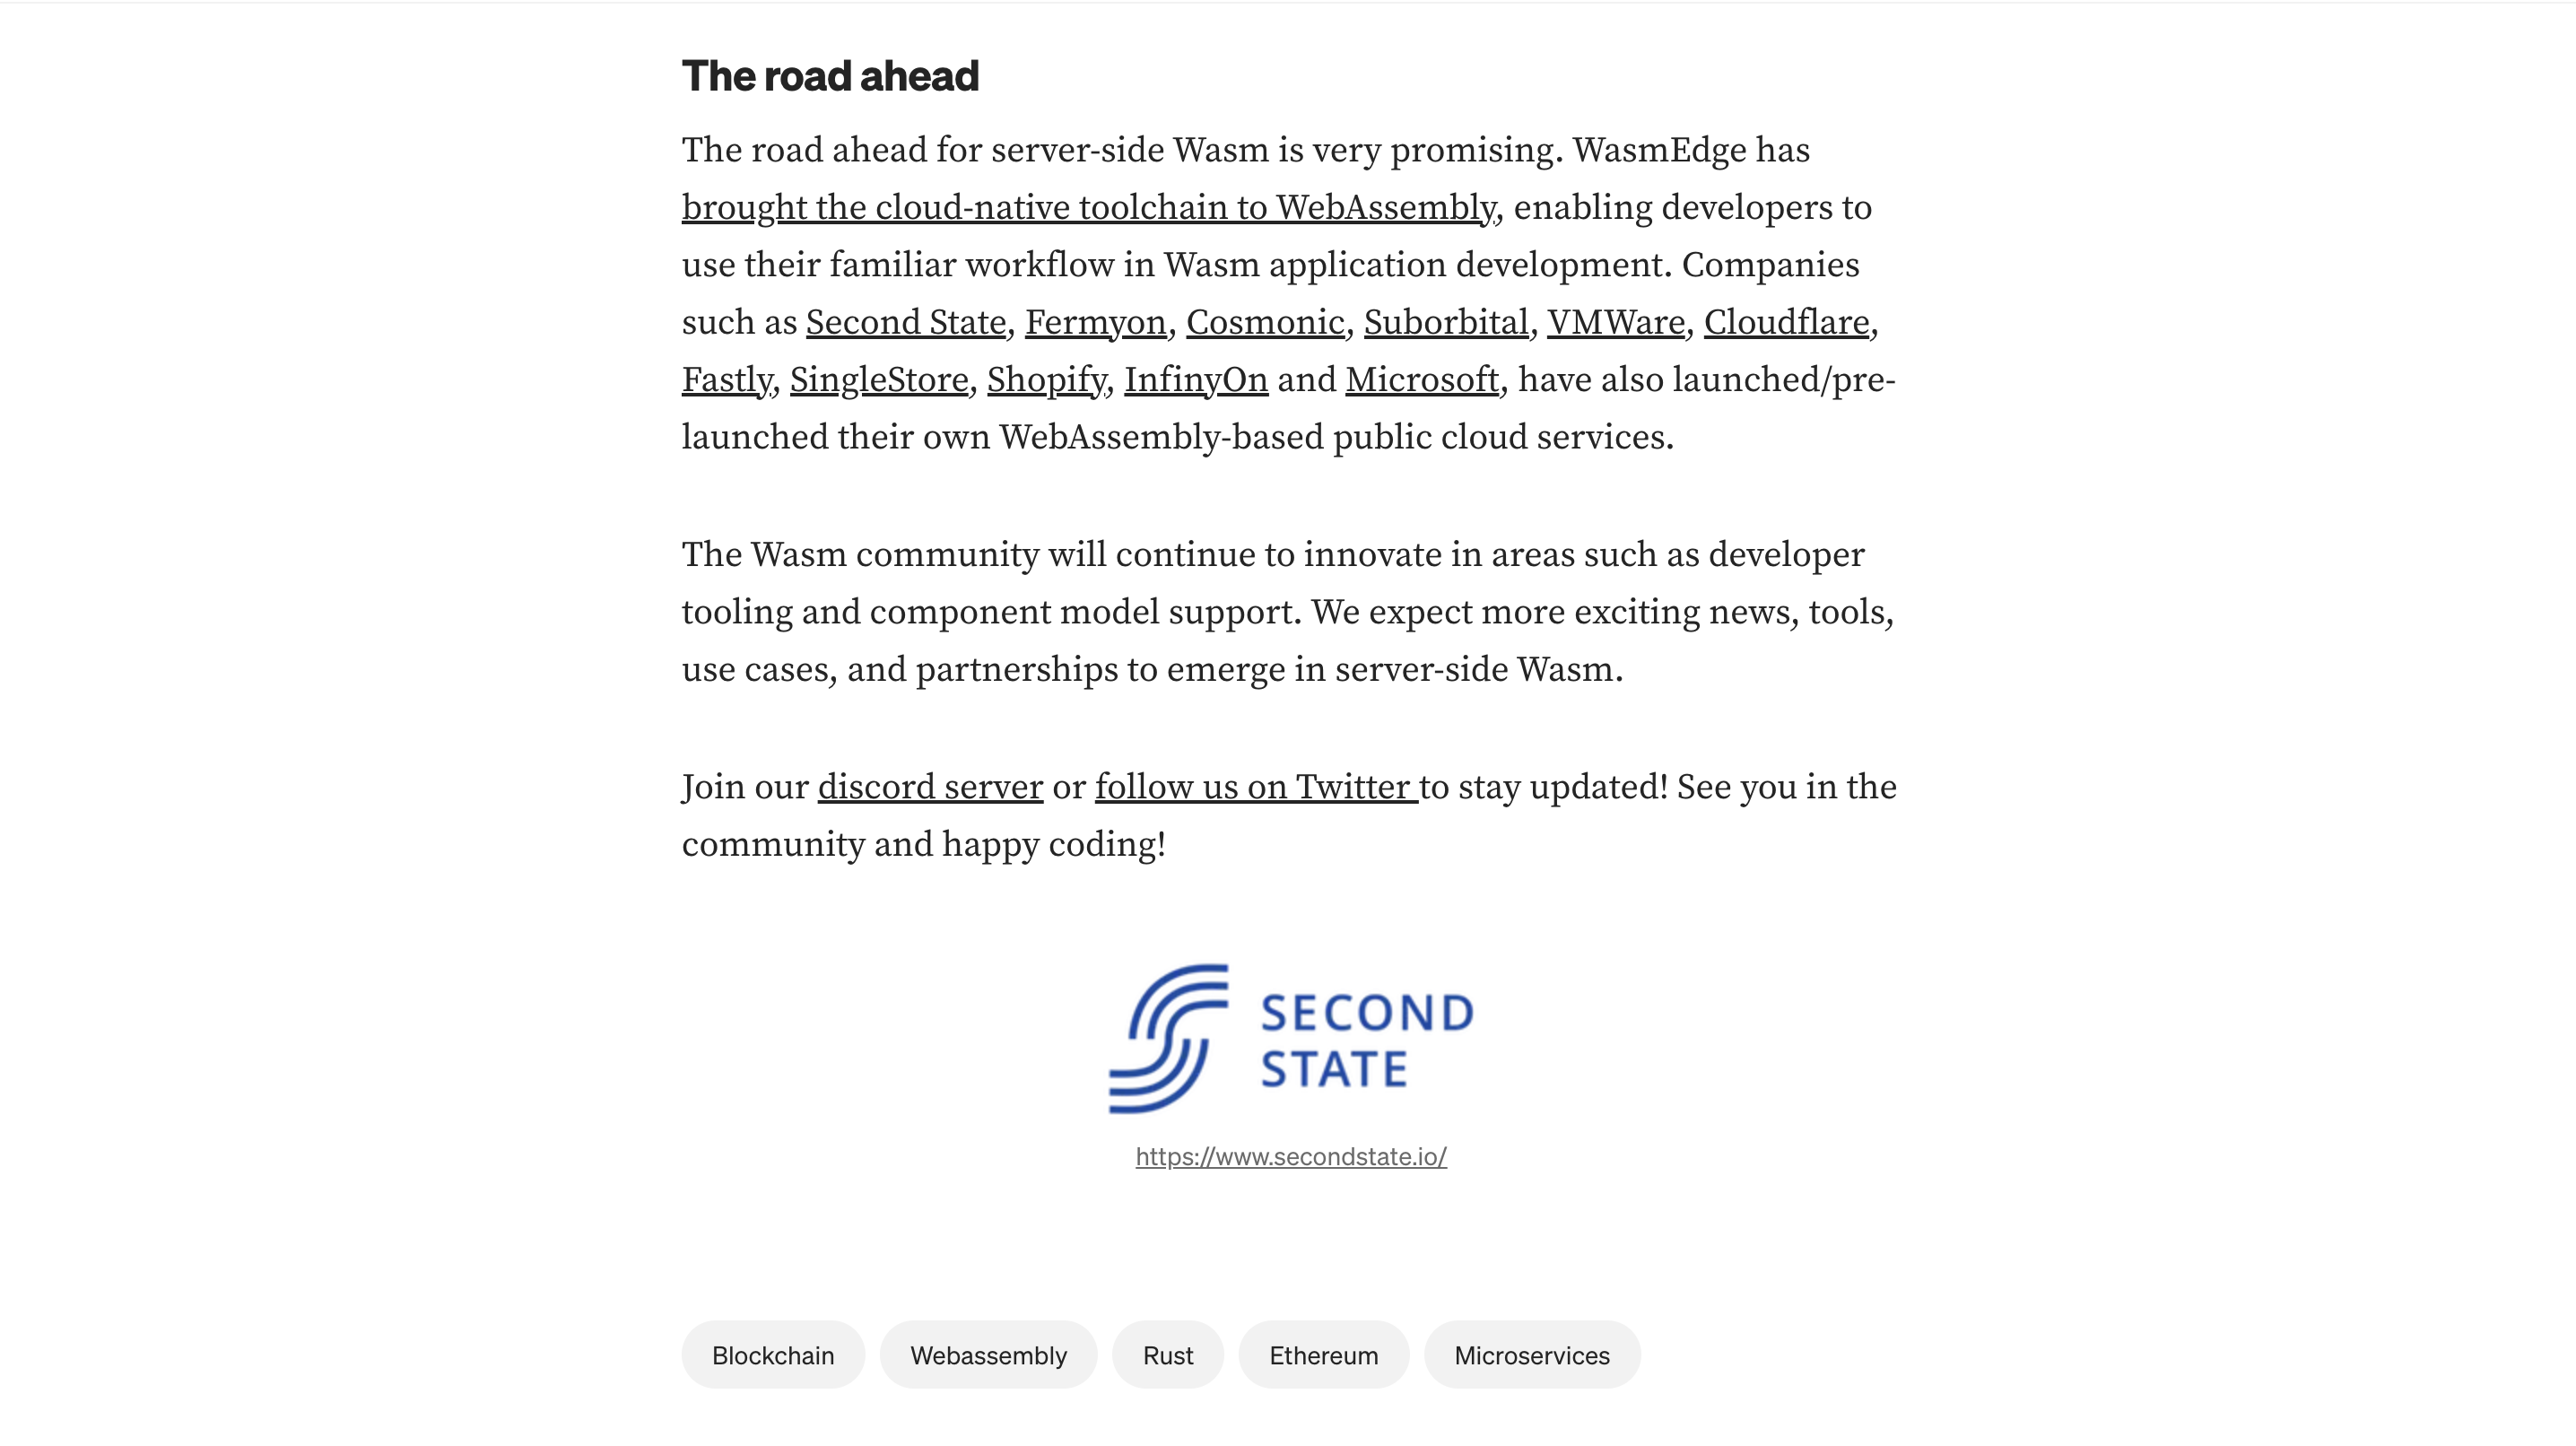 The road ahead
The road ahead for server-side Wasm is very promising. WasmEdge has
brought the cloud-native toolchain to WebAssembly, enabling developers to
use their familiar workflow in Wasm application development. Companies
such as Second State, Fermyon, Cosmonic, Suborbital, VMWare, Cloudflare,
Fastly, SingleStore, Shopify, InfinyOn and Microsoft, have also launched/pre-
launched their own WebAssembly-based public cloud services.
The Wasm community will continue to innovate in areas such as developer
tooling and component model support. We expect more exciting news, tools,
use cases, and partnerships to emerge in server-side Wasm.
Join our discord server or follow us on Twitter to stay updated! See you in the
community and happy coding!
SECOND
STATE
https://www.secondstate.io/
Blockchain Webassembly Rust Ethereum Microservices